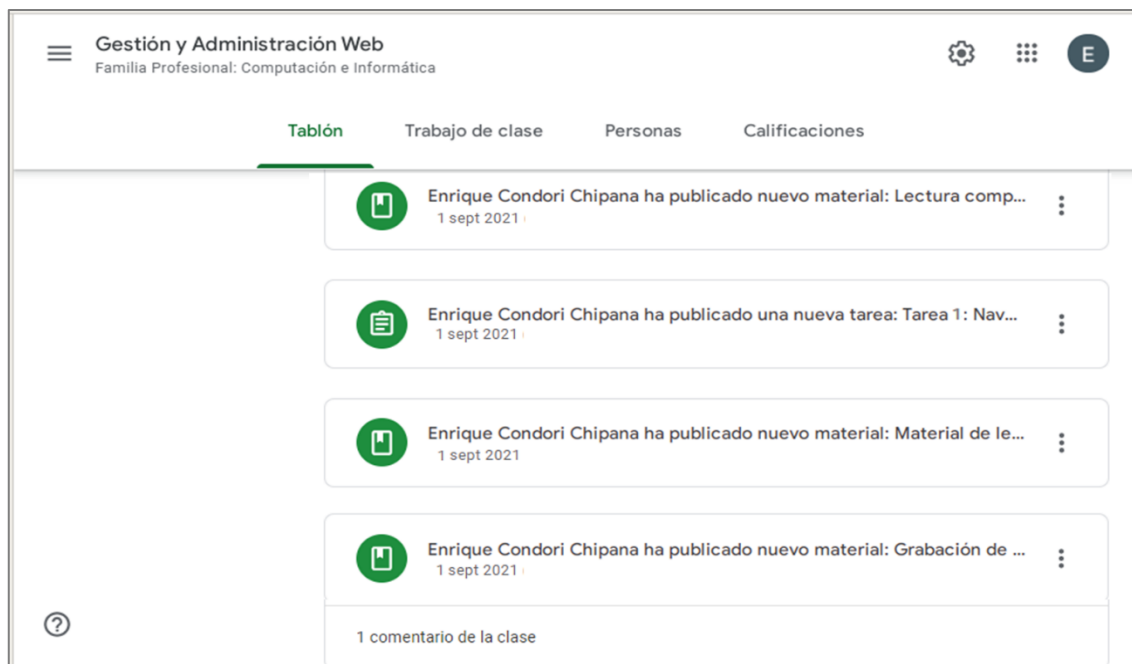 Gestión y Administración Web
Familia Profesional: Computación e Informática
E
Tablón Trabajo de clase Personas Calificaciones
Enrique Condori Chipana ha publicado nuevo material: Lectura comp...
1 sept 2021
Enrique Condori Chipana ha publicado una nueva tarea: Tarea 1: Nav...
1 sept 2021
Enrique Condori Chipana ha publicado nuevo material: Material de le...
1 sept 2021
Enrique Condori Chipana ha publicado nuevo material: Grabación de ...
1 sept 2021
1 comentario de la clase